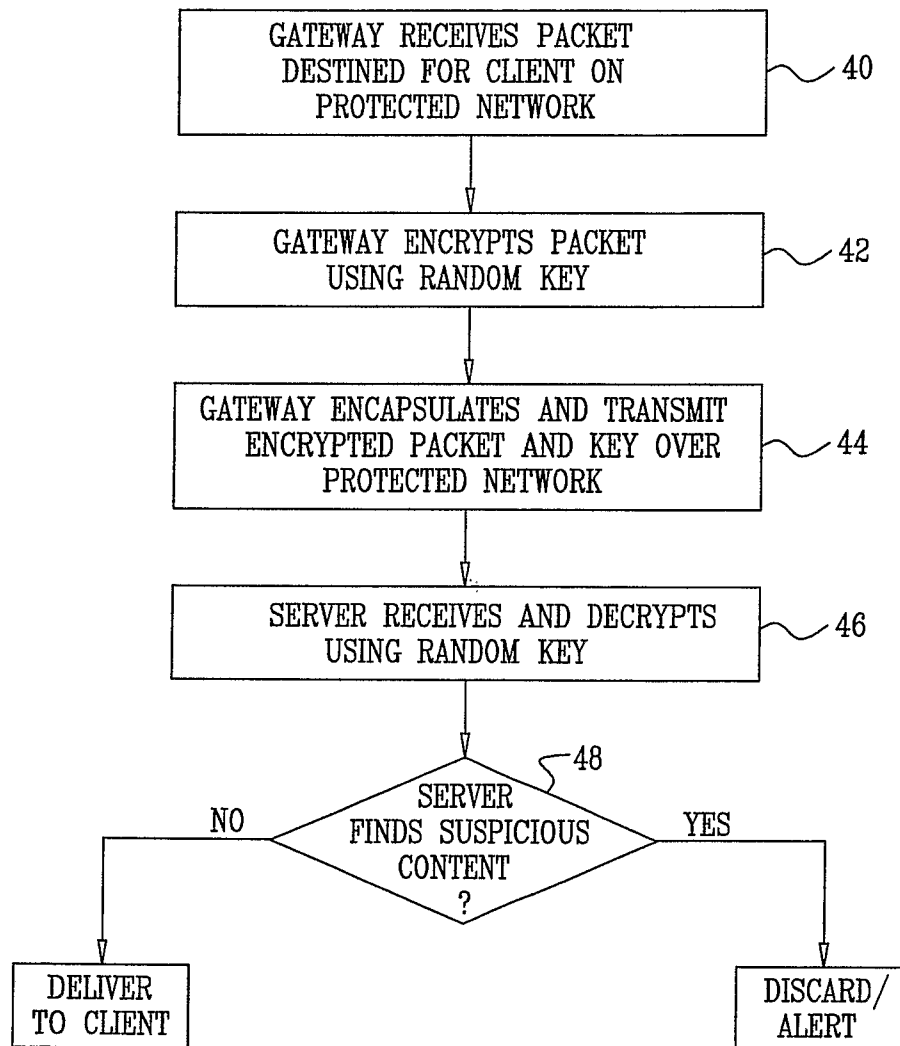 GATEWAY RECEIVES PACKET
DESTINED FOR CLIENT ON
PROTECTED NETWORK
40
GATEWAY ENCRYPTS PACKET
USING RANDOM KEY
42
GATEWAY ENCAPSULATES AND TRANSMIT
ENCRYPTED PACKET AND KEY OVER
PROTECTED NETWORK
44
SERVER RECEIVES AND DECRYPTS
USING RANDOM KEY
46
48
SERVER
FINDS SUSPICIOUS
CONTENT
?
NO
YES
DELIVER
TO CLIENT
DISCARD/
ALERT